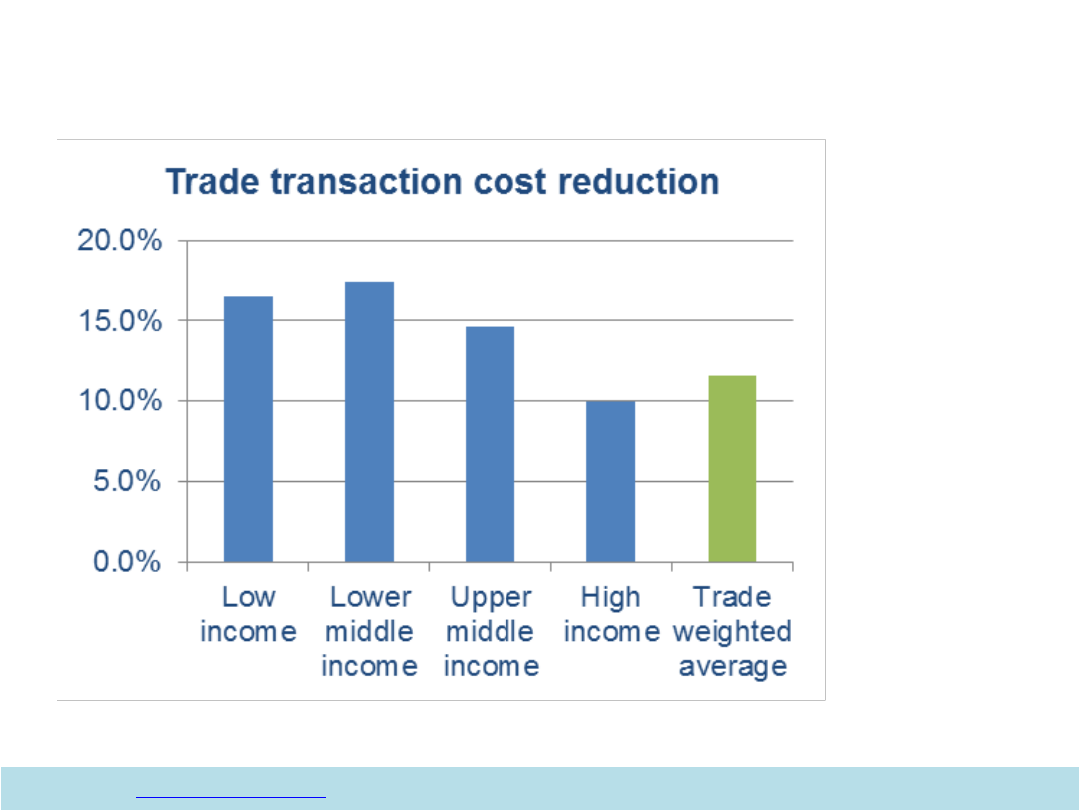 Trade transaction cost reduction
20.0%
15.0%
10.0%
5.0%
0.0%
Low income
Lower middle income
Upper middle income
High income
Trade weighted average